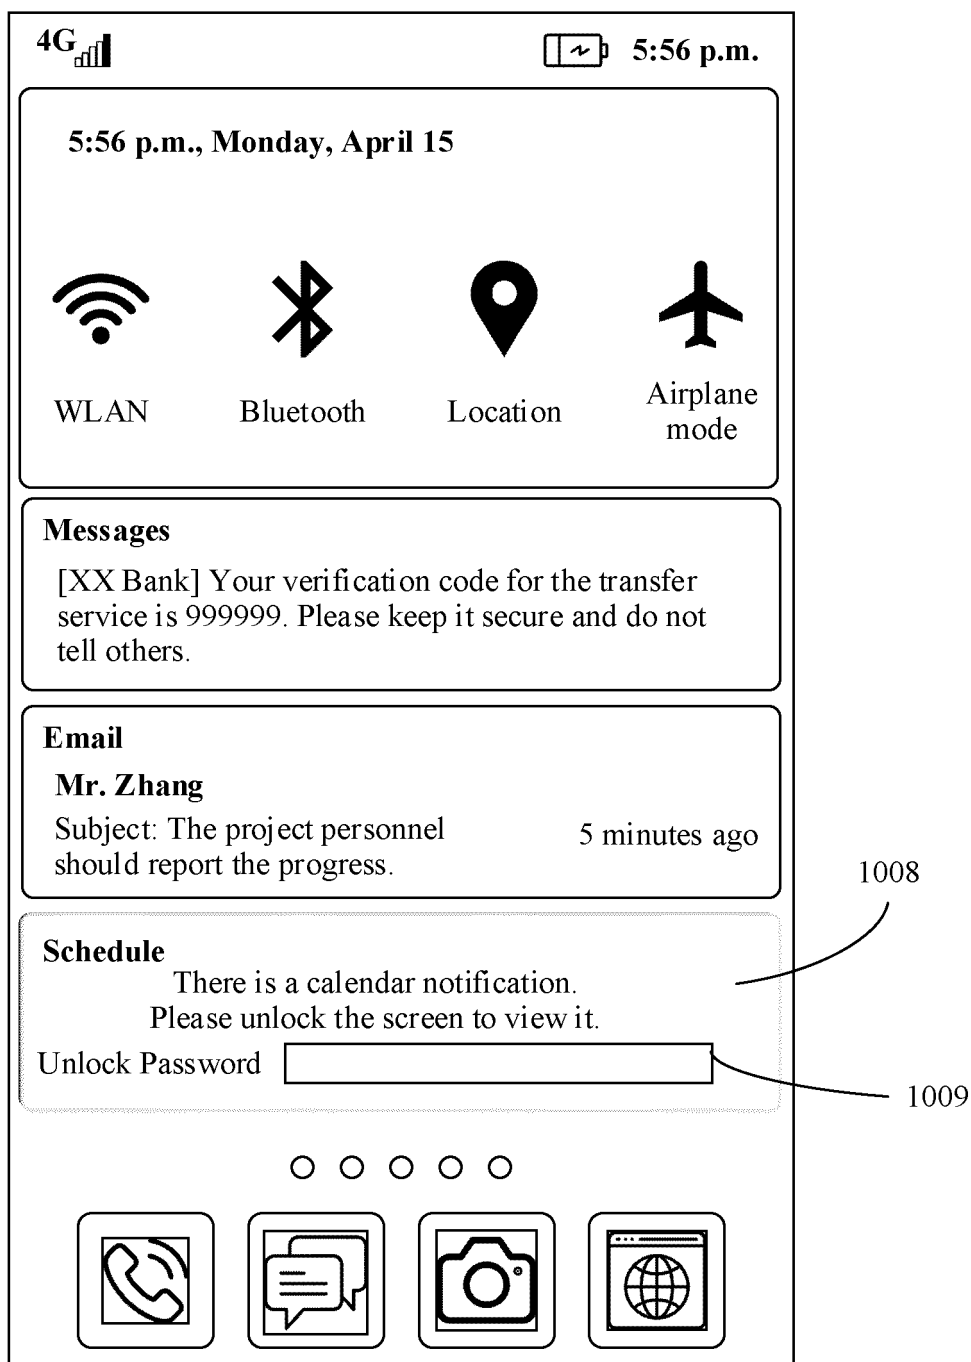 4G 5:56 p.m.
5:56 p.m., Monday, April 15
WLAN Bluetooth Location Airplane mode
Messages
[XX Bank] Your verification code for the transfer
service is 999999. Please keep it secure and do not
tell others.
Email
Mr. Zhang
Subject: The project personnel
should report the progress.
5 minutes ago
1008
Schedule
There is a calendar notification.
Please unlock the screen to view it.
Unlock Password
1009